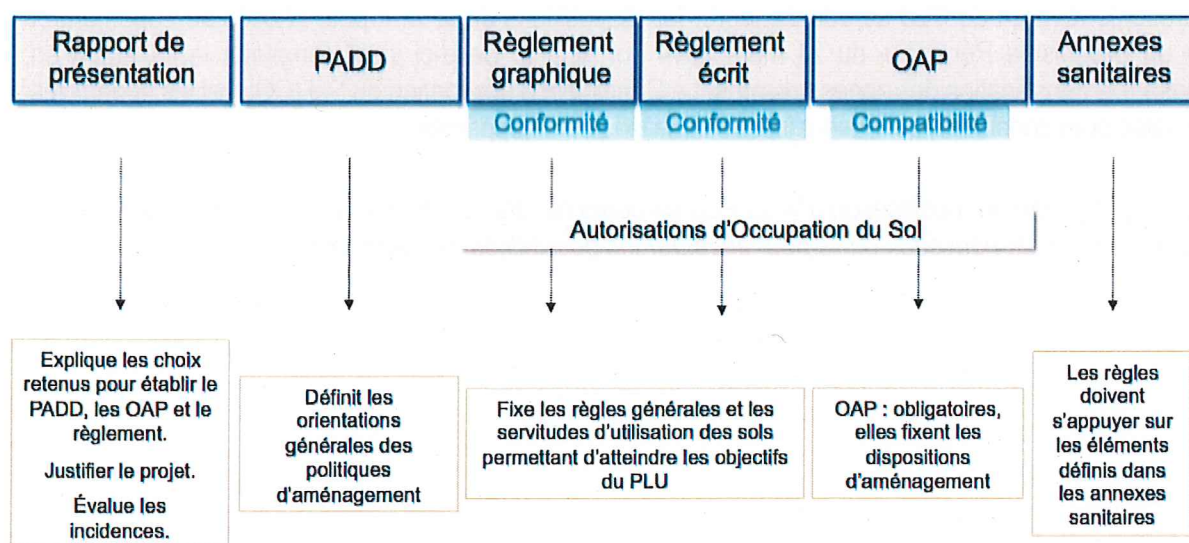 Rapport de
présentation
PADD
Règlement
graphique
Règlement
écrit
OAP
Annexes
sanitaires
Conformité
Conformité
Compatibilité
Autorisations d'Occupation du Sol
Explique les choix
retenus pour établir le
PADD, les OAP et le
règlement.
Justifier le projet.
Évalue les
incidences.
Définit les
orientations
générales des
politiques
d'aménagement
Fixe les règles générales et les
servitudes d'utilisation des sols
permettant d'atteindre les objectifs
du PLU
OAP : obligatoires,
elles fixent les
dispositions
d'aménagement
Les règles
doivent
s'appuyer sur
les éléments
définis dans
les annexes
sanitaires